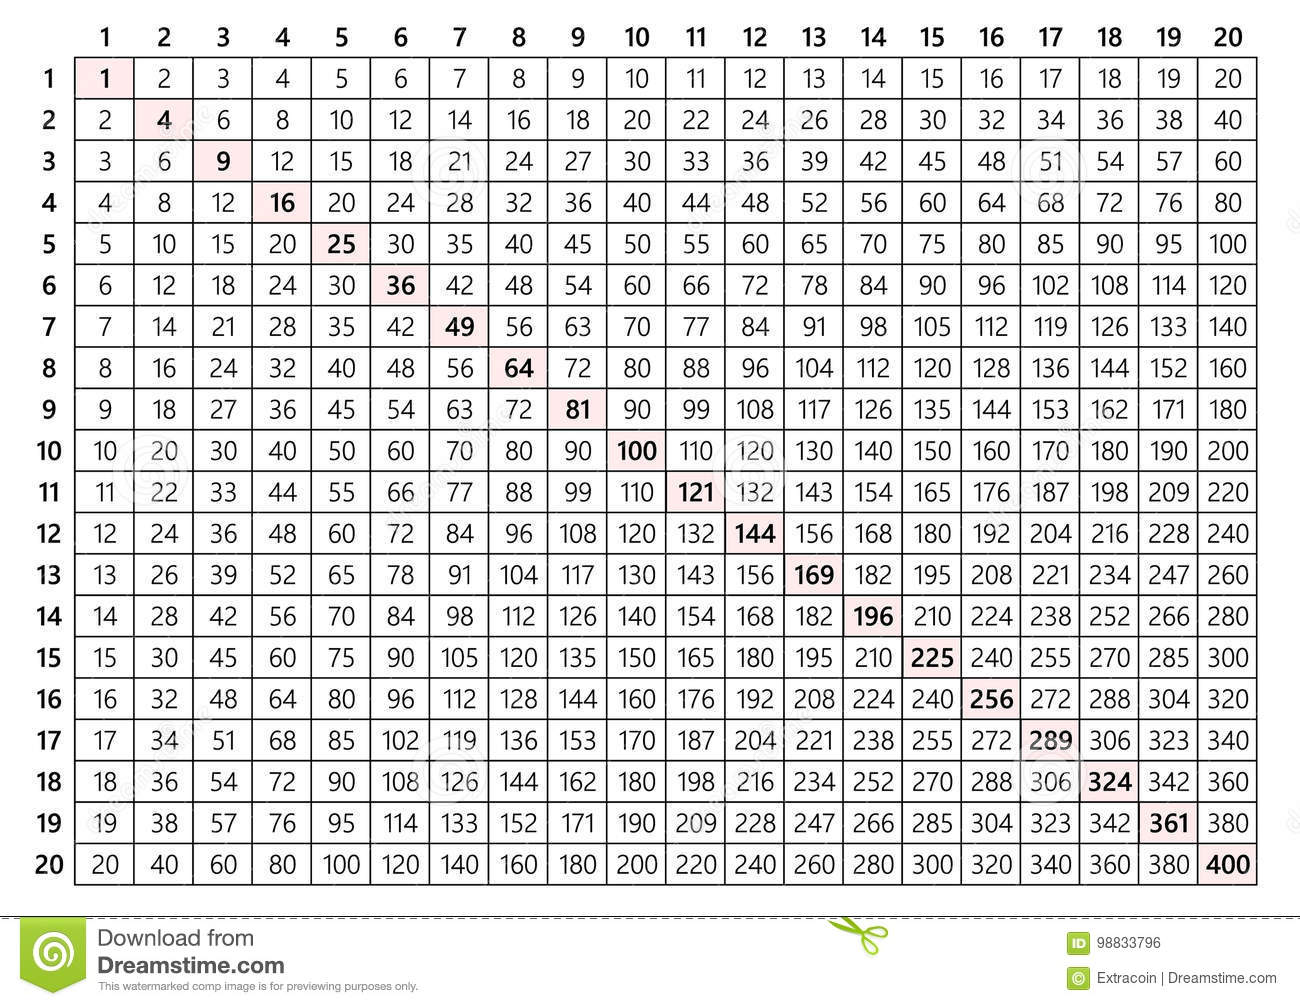 1 2 3 4 5 6 7 8 9 10 11 12 13 14 15 16 17 18 19 20
1 1 2 3 4 5 6 7 8 9 10 11 12 13 14 15 16 17 18 19 20
2 2 4 6 8 10 12 14 16 18 20 22 24 26 28 30 32 34 36 38 40
3 3 6 9 12 15 18 21 24 27 30 33 36 39 42 45 48 51 54 57 60
4 4 8 12 16 20 24 28 32 36 40 44 48 52 56 60 64 68 72 76 80
5 5 10 15 20 25 30 35 40 45 50 55 60 65 70 75 80 85 90 95 100
6 6 12 18 24 30 36 42 48 54 60 66 72 78 84 90 96 102 108 114 120
7 7 14 21 28 35 42 49 56 63 70 77 84 91 98 105 112 119 126 133 140
8 8 16 24 32 40 48 56 64 72 80 88 96 104 112 120 128 136 144 152 160
9 9 18 27 36 45 54 63 72 81 90 99 108 117 126 135 144 153 162 171 180
10 10 20 30 40 50 60 70 80 90 100 110 120 130 140 150 160 170 180 190 200
11 11 22 33 44 55 66 77 88 99 110 121 132 143 154 165 176 187 198 209 220
12 12 24 36 48 60 72 84 96 108 120 132 144 156 168 180 192 204 216 228 240
13 13 26 39 52 65 78 91 104 117 130 143 156 169 182 195 208 221 234 247 260
14 14 28 42 56 70 84 98 112 126 140 154 168 182 196 210 224 238 252 266 280
15 15 30 45 60 75 90 105 120 135 150 165 180 195 210 225 240 255 270 285 300
16 16 32 48 64 80 96 112 128 144 160 176 192 208 224 240 256 272 288 304 320
17 17 34 51 68 85 102 119 136 153 170 187 204 221 238 255 272 289 306 323 340
18 18 36 54 72 90 108 126 144 162 180 198 216 234 252 270 288 306 324 342 360
19 19 38 57 76 95 114 133 152 171 190 209 228 247 266 285 304 323 342 361 380
20 20 40 60 80 100 120 140 160 180 200 220 240 260 280 300 320 340 360 380 400
Download from
Dreamstime.com
This watermarked comp image is for previewing purposes only.
ID 98833796
© Extracoin | Dreamstime.com